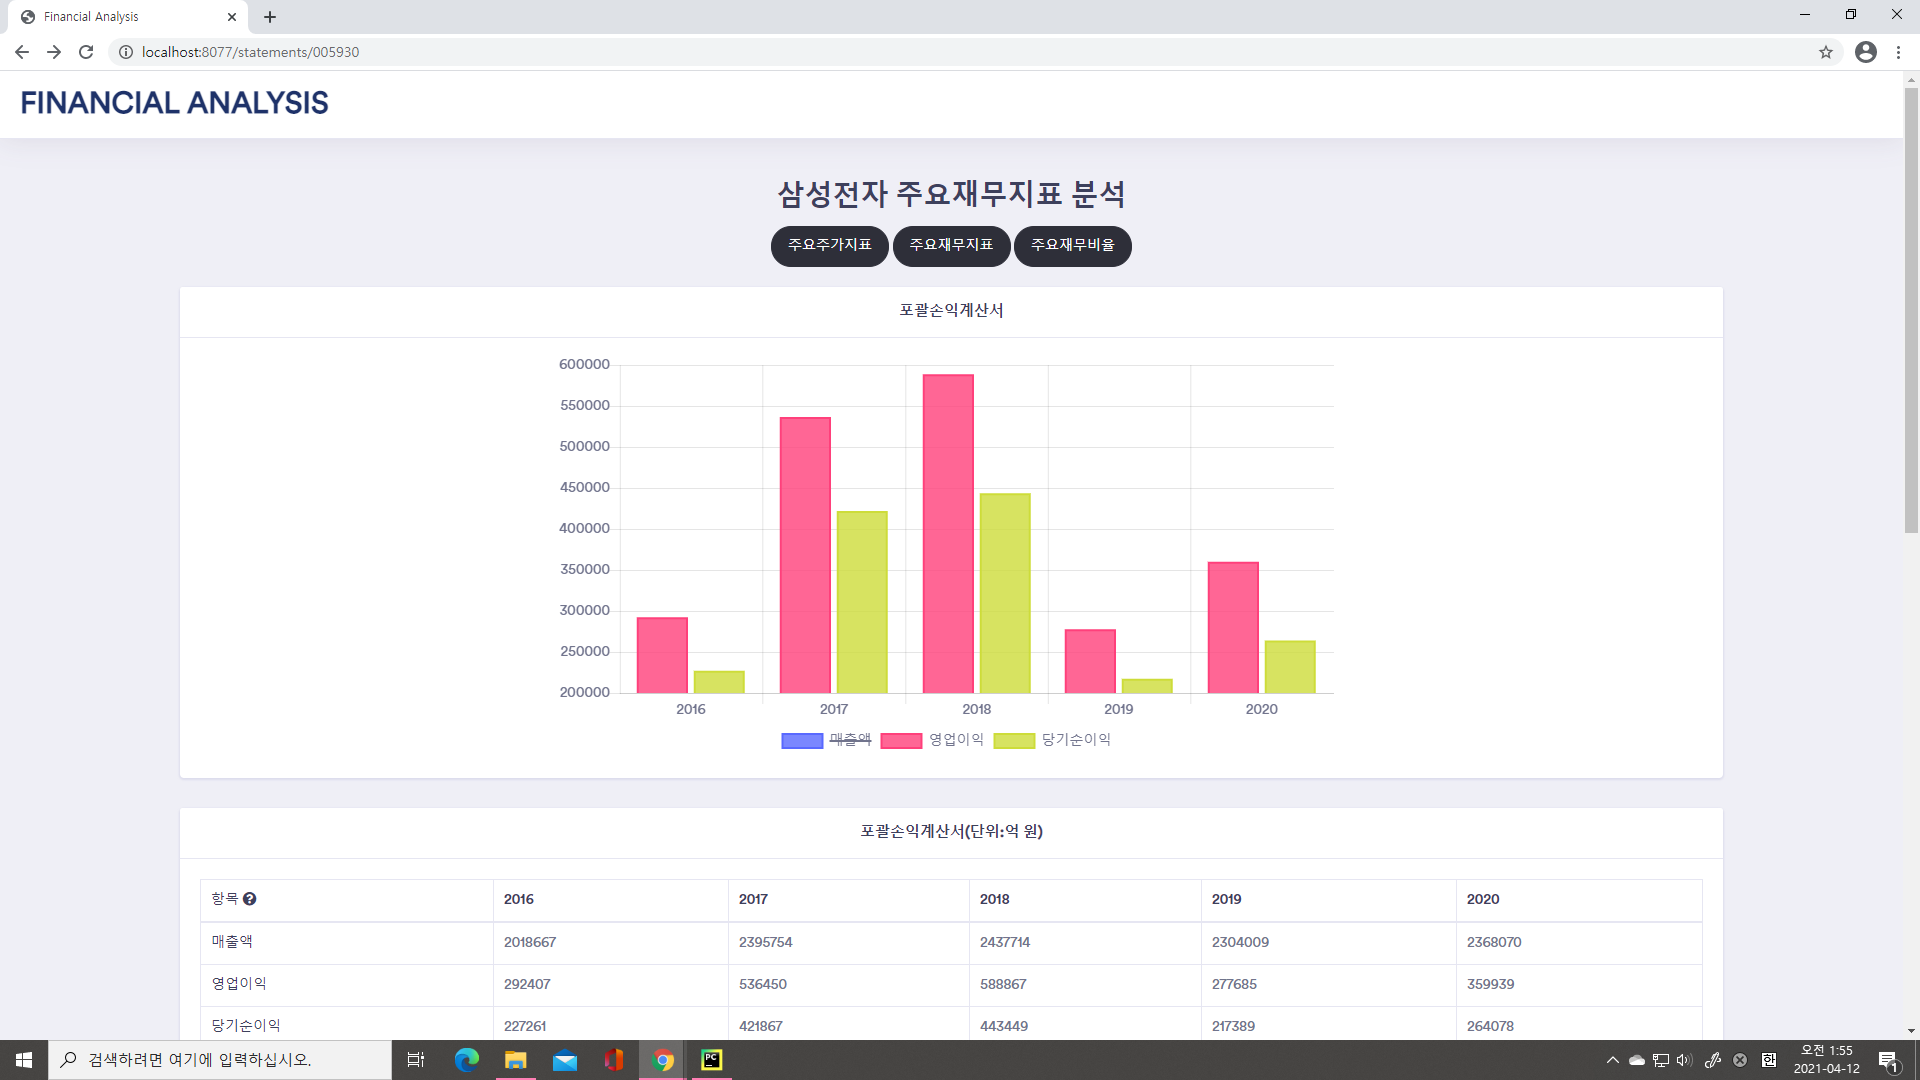 Financial Analysis
localhost:8077/statements/005930
FINANCIAL ANALYSIS
삼성전자 주요재무지표 분석
주요주가지표 주요재무지표 주요재무비율
포괄손익계산서
600000
550000
500000
450000
400000
350000
300000
250000
200000
2016 2017 2018 2019 2020
매출액 영업이익 당기순이익
포괄손익계산서(단위:억 원)
항목 ? 2016 2017 2018 2019 2020
매출액 2018667 2395754 2437714 2304009 2368070
영업이익 292407 536450 588867 277685 359939
당기순이익 227261 421867 443449 217389 264078
검색하려면 여기에 입력하십시오.
PC
한
오전 1:55
2021-04-12
1